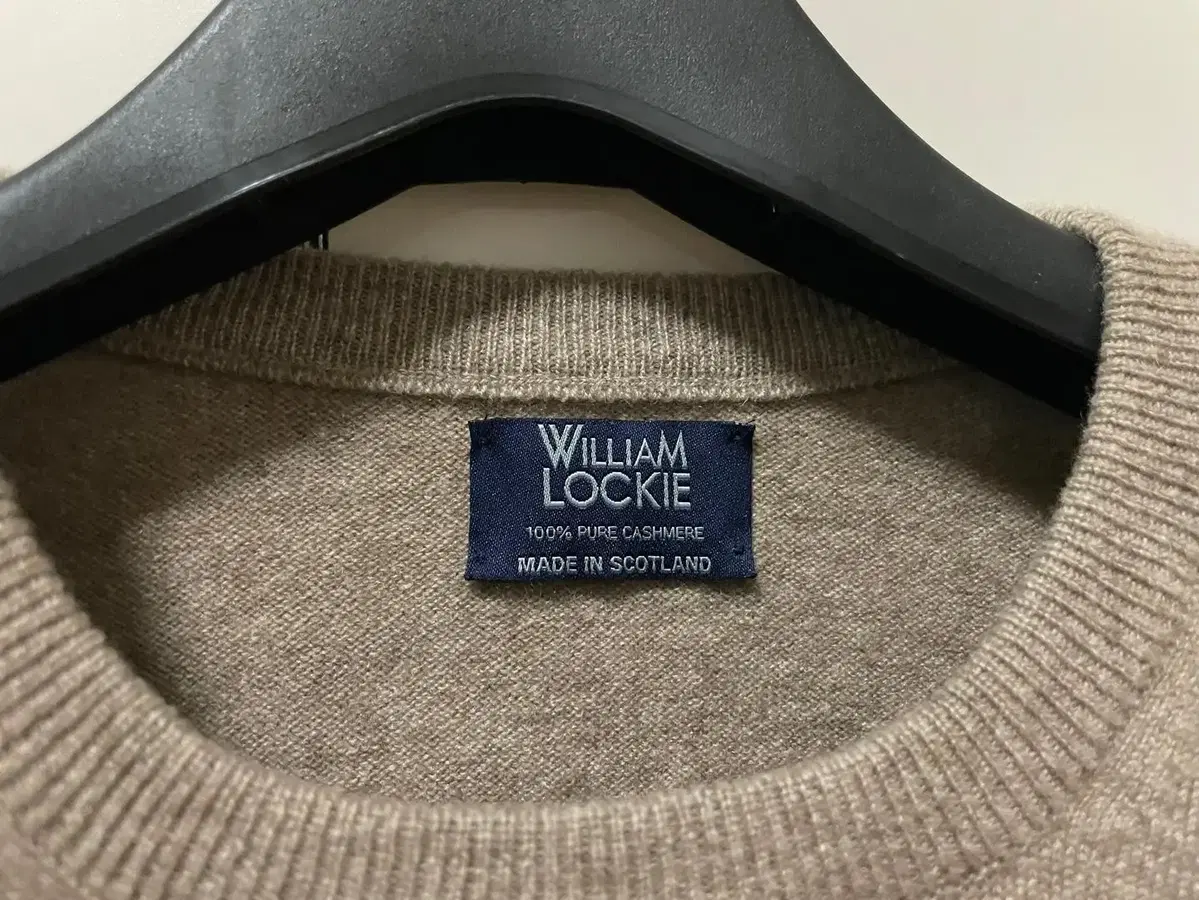 WILLIAM
LOCKIE
100% PURE CASHMERE
MADE IN SCOTLAND